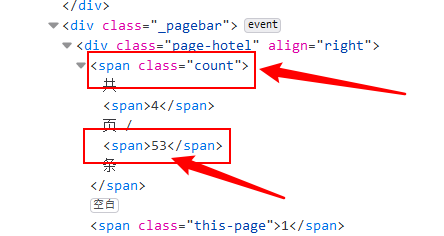 </div>
<div class="_pagebar"> event
<div class="page-hotel" align="right">
<span class="count">
共
<span>4</span>
页 /
<span>53</span>
条
</span>
空白
<span class="this-page">1</span>